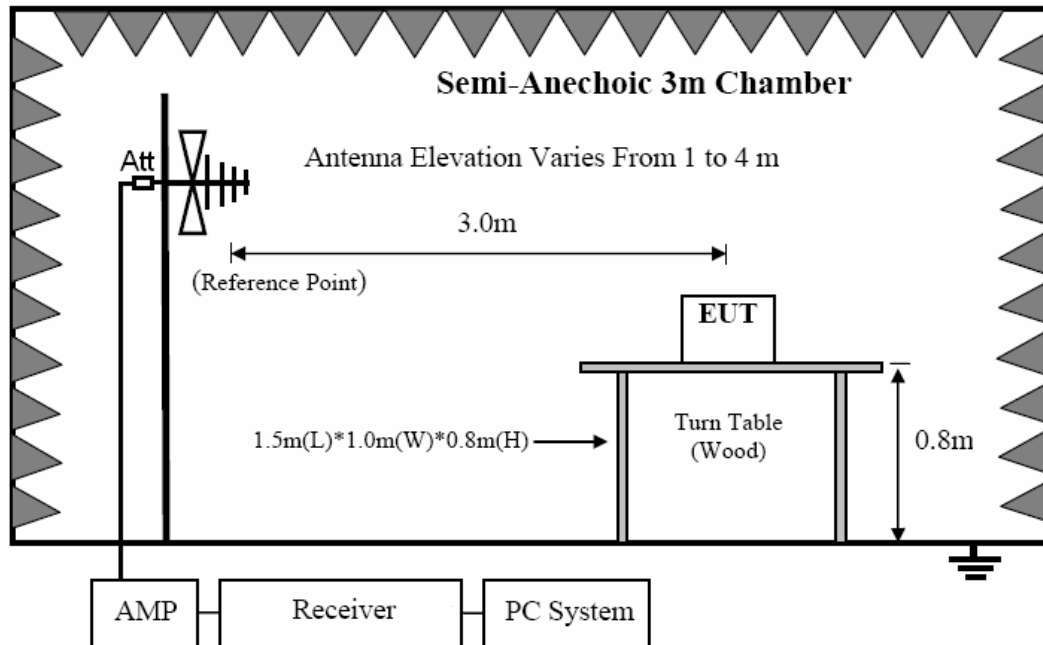 Semi-Anechoic 3m Chamber
Att
Antenna Elevation Varies From 1 to 4 m
3.0m
(Reference Point)
EUT
1.5m(L)*1.0m(W)*0.8m(H)
Turn Table
(Wood)
0.8m
AMP
Receiver
PC System